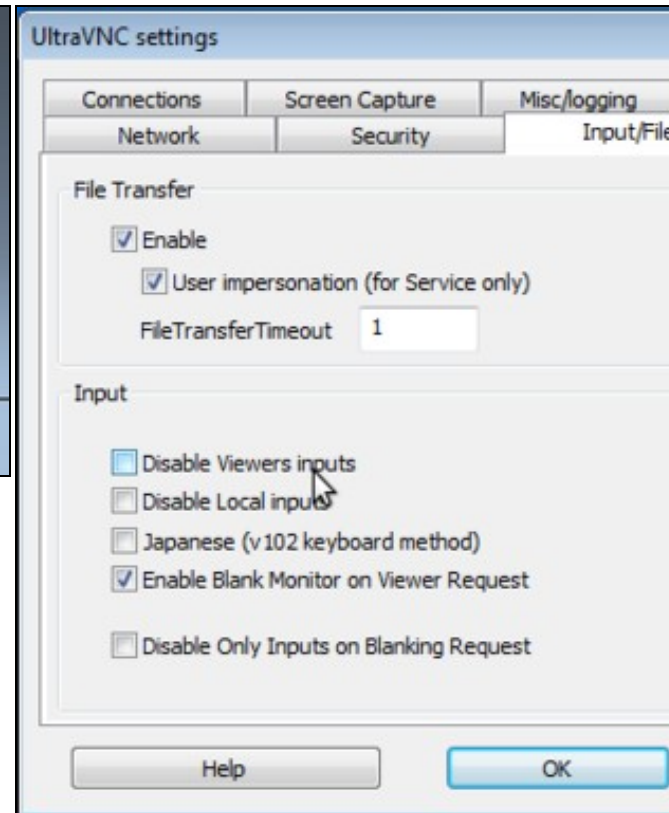 UltraVNC settings
Connections Screen Capture Misc/logging
Network Security Input/File
File Transfer
Enable
User impersonation (for Service only)
FileTransferTimeout 1
Input
Disable Viewers inputs
Disable Local inputs
Japanese (v102 keyboard method)
Enable Blank Monitor on Viewer Request
Disable Only Inputs on Blanking Request
Help OK